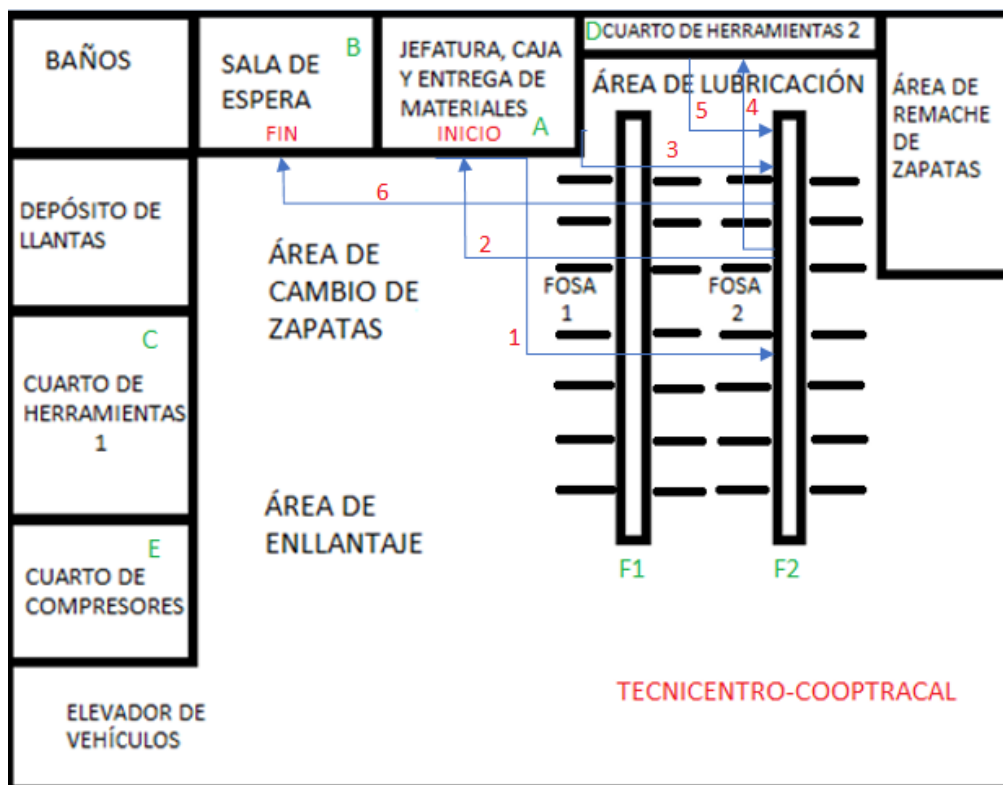 BAÑOS
B
SALA DE
ESPERA
FIN
JEFATURA, CAJA
Y ENTREGA DE
MATERIALES
INICIO
A
D
CUARTO DE HERRAMIENTAS 2
ÁREA DE LUBRICACIÓN
5
4
3
ÁREA DE
REMACHE
DE
ZAPATAS
6
DEPÓSITO DE
LLANTAS
2
ÁREA DE
CAMBIO DE
ZAPATAS
FOSA
1
FOSA
2
1
C
CUARTO DE
HERRAMIENTAS
1
ÁREA DE
ENLLANTAJE
E
CUARTO DE
COMPRESORES
F1
F2
TECNICENTRO-COOPTRACAL
ELEVADOR DE
VEHÍCULOS